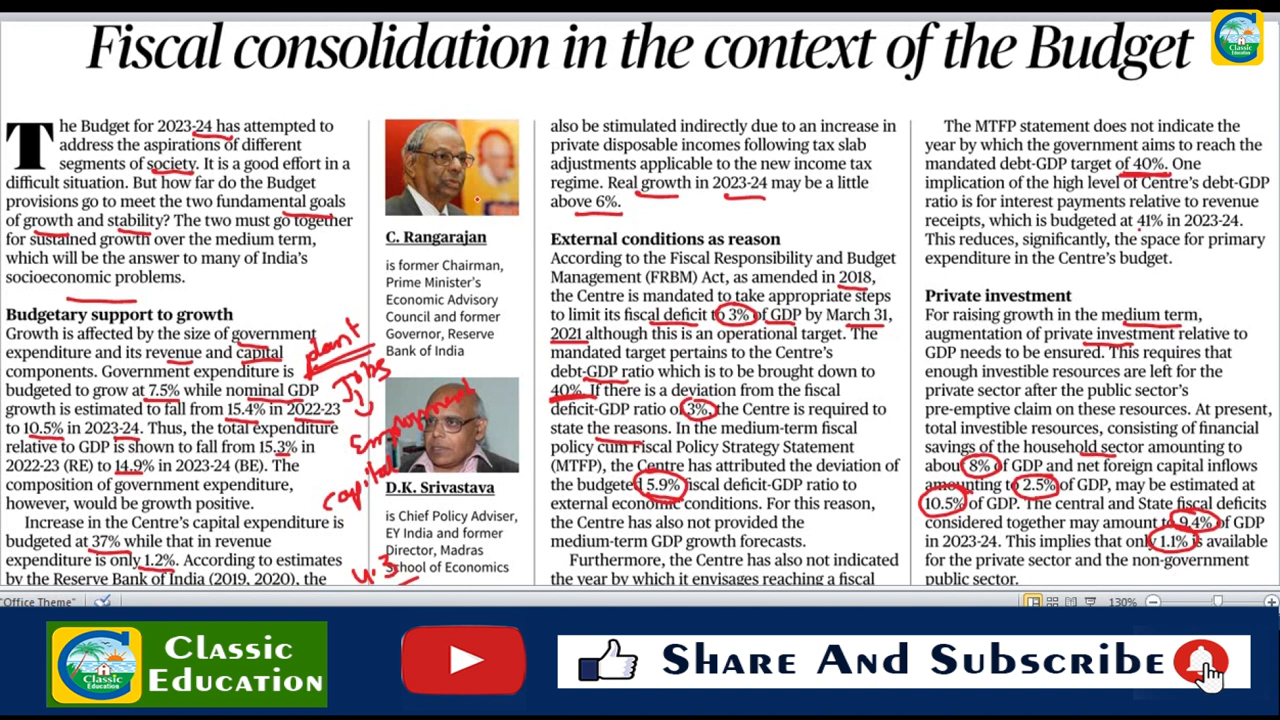 Fiscal consolidation in the context of the Budget
Classic
Education
The Budget for 2023-24 has attempted to
address the aspirations of different
segments of society. It is a good effort in a
difficult situation. But how far do the Budget
provisions go to meet the two fundamental goals
of growth and stability? The two must go together
for sustained growth over the medium term,
which will be the answer to many of India's
socioeconomic problems.
Budgetary support to growth
Growth is affected by the size of government
expenditure and its revenue and capital
components. Government expenditure is
budgeted to grow at 7.5% while nominal GDP
growth is estimated to fall from 15.4% in 2022-23
to 10.5% in 2023-24. Thus, the total expenditure
relative to GDP is shown to fall from 15.3% in
2022-23 (RE) to 14.9% in 2023-24 (BE). The
composition of government expenditure,
however, would be growth positive.
Increase in the Centre's capital expenditure is
budgeted at 37% while that in revenue
expenditure is only 1.2%. According to estimates
by the Reserve Bank of India (2019, 2020), the
plant
Jobs
Employment
capital
4.3
C. Rangarajan
is former Chairman,
Prime Minister's
Economic Advisory
Council and former
Governor, Reserve
Bank of India
D.K. Srivastava
is Chief Policy Adviser,
EY India and former
Director, Madras
School of Economics
also be stimulated indirectly due to an increase in
private disposable incomes following tax slab
adjustments applicable to the new income tax
regime. Real growth in 2023-24 may be a little
above 6%.
External conditions as reason
According to the Fiscal Responsibility and Budget
Management (FRBM) Act, as amended in 2018,
the Centre is mandated to take appropriate steps
to limit its fiscal deficit to 3% of GDP by March 31,
2021 although this is an operational target. The
mandated target pertains to the Centre's
debt-GDP ratio which is to be brought down to
40%. If there is a deviation from the fiscal
deficit-GDP ratio of 3%, the Centre is required to
state the reasons. In the medium-term fiscal
policy cum Fiscal Policy Strategy Statement
(MTFP), the Centre has attributed the deviation of
the budgeted 5.9% fiscal deficit-GDP ratio to
external economic conditions. For this reason,
the Centre has also not provided the
medium-term GDP growth forecasts.
Furthermore, the Centre has also not indicated
the year by which it envisages reaching a fiscal
The MTFP statement does not indicate the
year by which the government aims to reach the
mandated debt-GDP target of 40%. One
implication of the high level of Centre's debt-GDP
ratio is for interest payments relative to revenue
receipts, which is budgeted at 41% in 2023-24.
This reduces, significantly, the space for primary
expenditure in the Centre's budget.
Private investment
For raising growth in the medium term,
augmentation of private investment relative to
GDP needs to be ensured. This requires that
enough investible resources are left for the
private sector after the public sector's
pre-emptive claim on these resources. At present,
total investible resources, consisting of financial
savings of the household sector amounting to
about 8% of GDP and net foreign capital inflows
amounting to 2.5% of GDP, may be estimated at
10.5% of GDP. The central and State fiscal deficits
considered together may amount to 9.4% of GDP
in 2023-24. This implies that only 1.1% is available
for the private sector and the non-government
public sector.
"Office Theme"
130%
Classic
Education
Classic
Education
Share And Subscribe